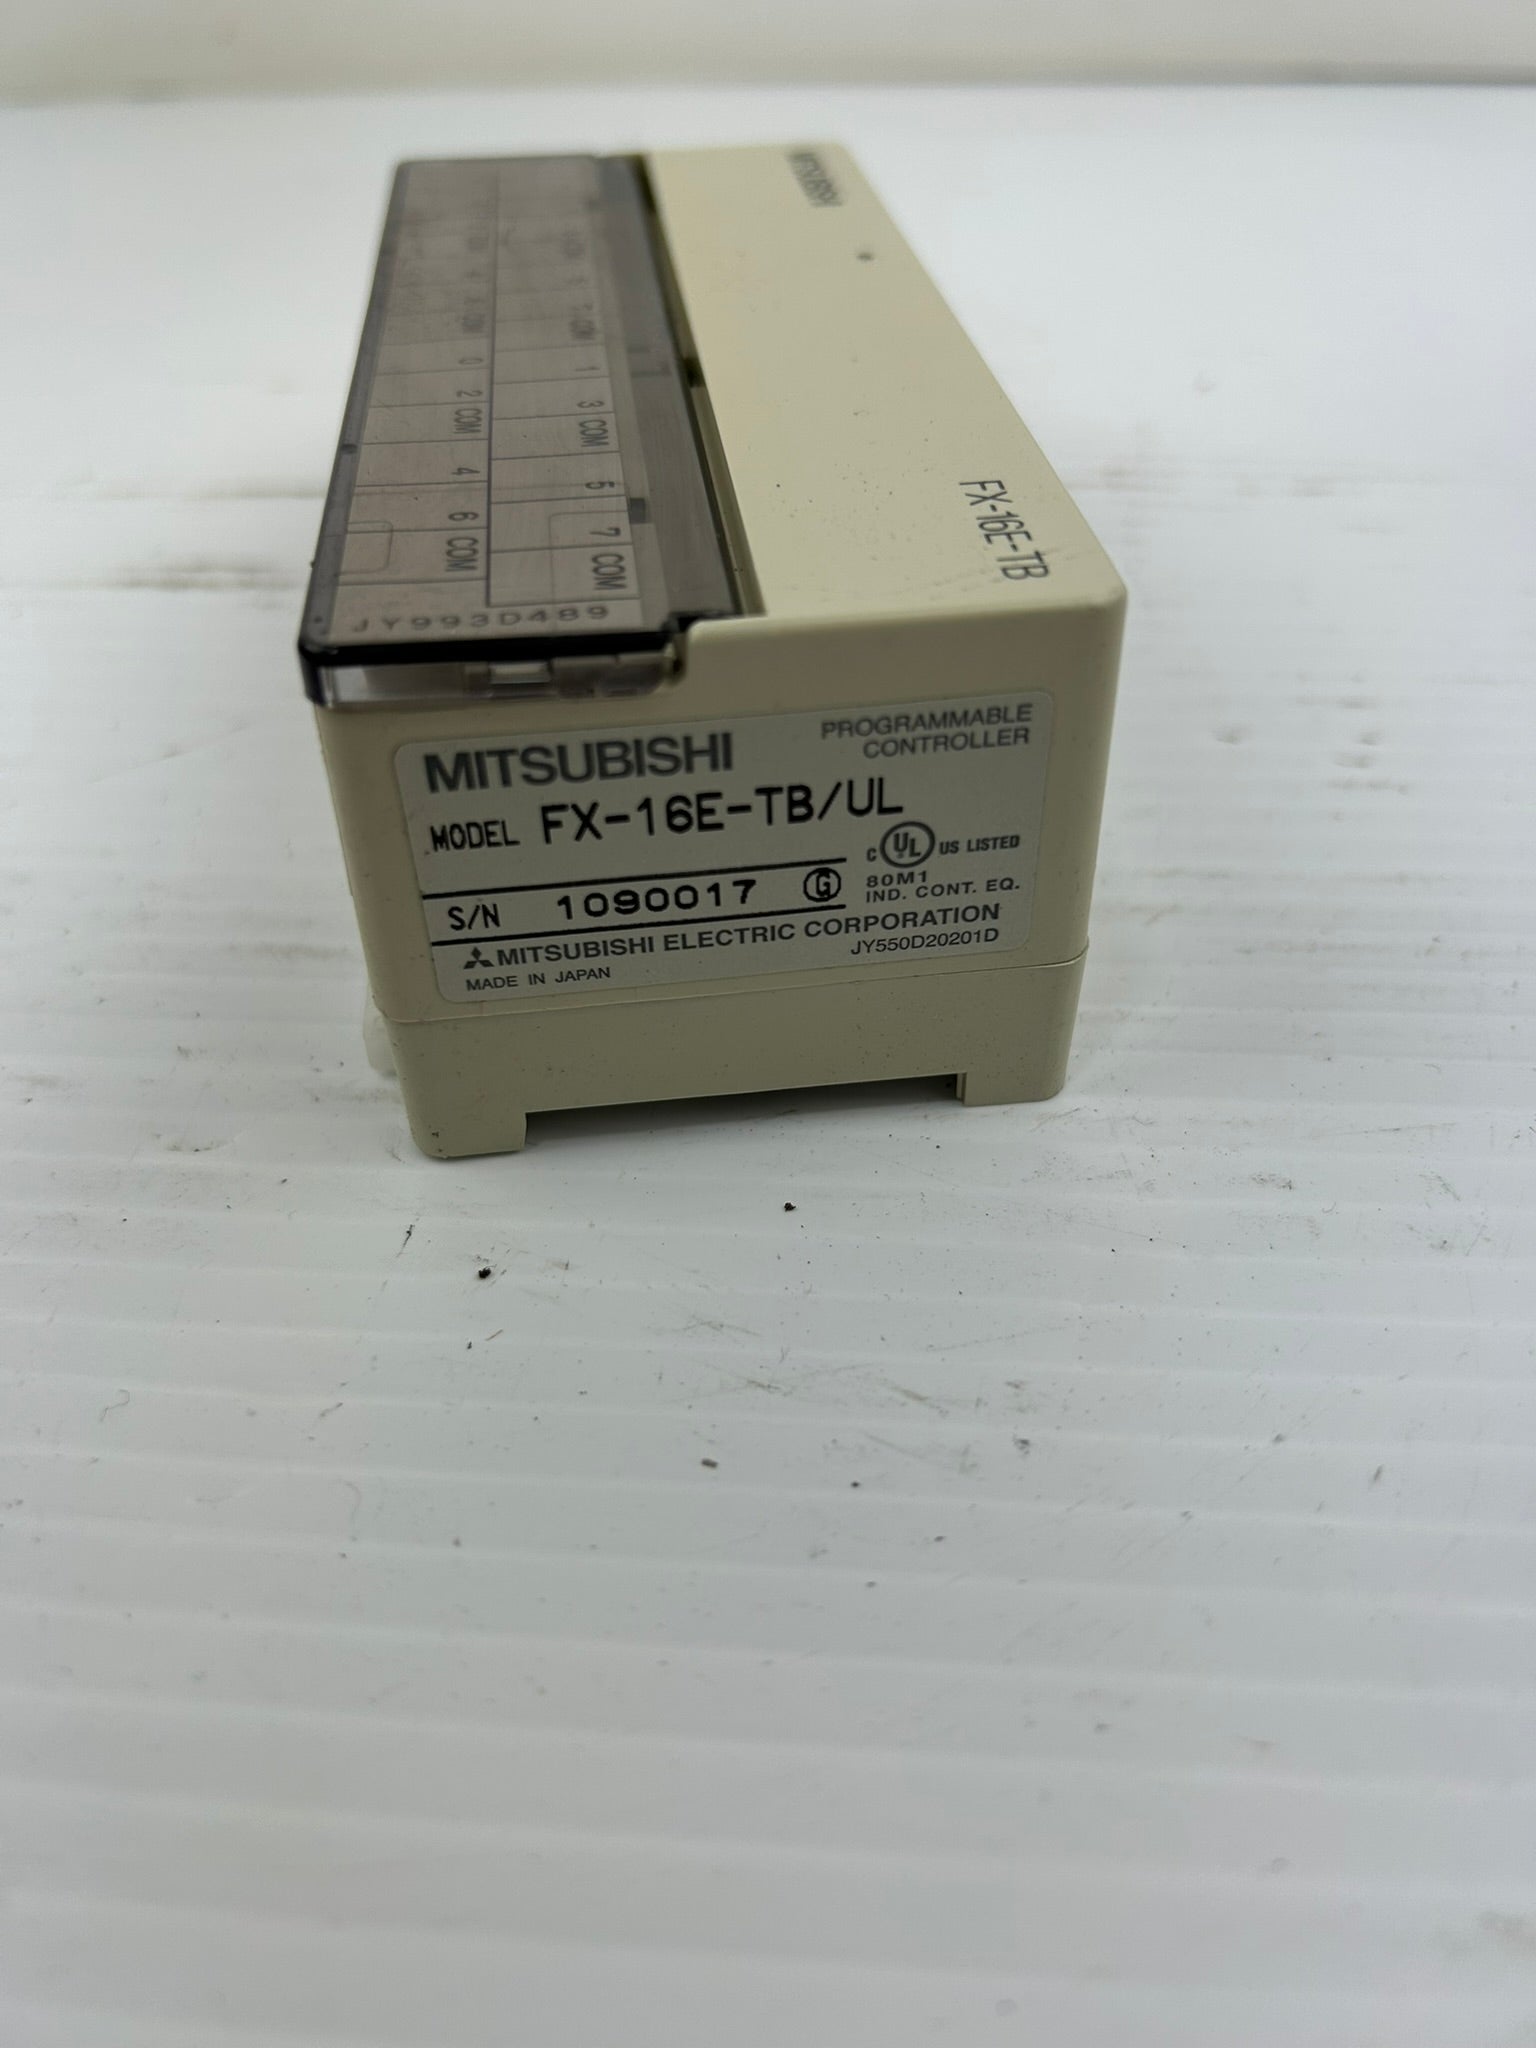 MITSUBISHI
FX-16E-TB
COM
COM
0
1
2
3
COM
COM
4
5
6
7
COM
COM
JY993D489
MITSUBISHI
PROGRAMMABLE
CONTROLLER
MODEL FX-16E-TB/UL
C UL US LISTED
80M1
IND. CONT. EQ.
S/N 1090017 G
MITSUBISHI ELECTRIC CORPORATION
MADE IN JAPAN
JY550D20201D